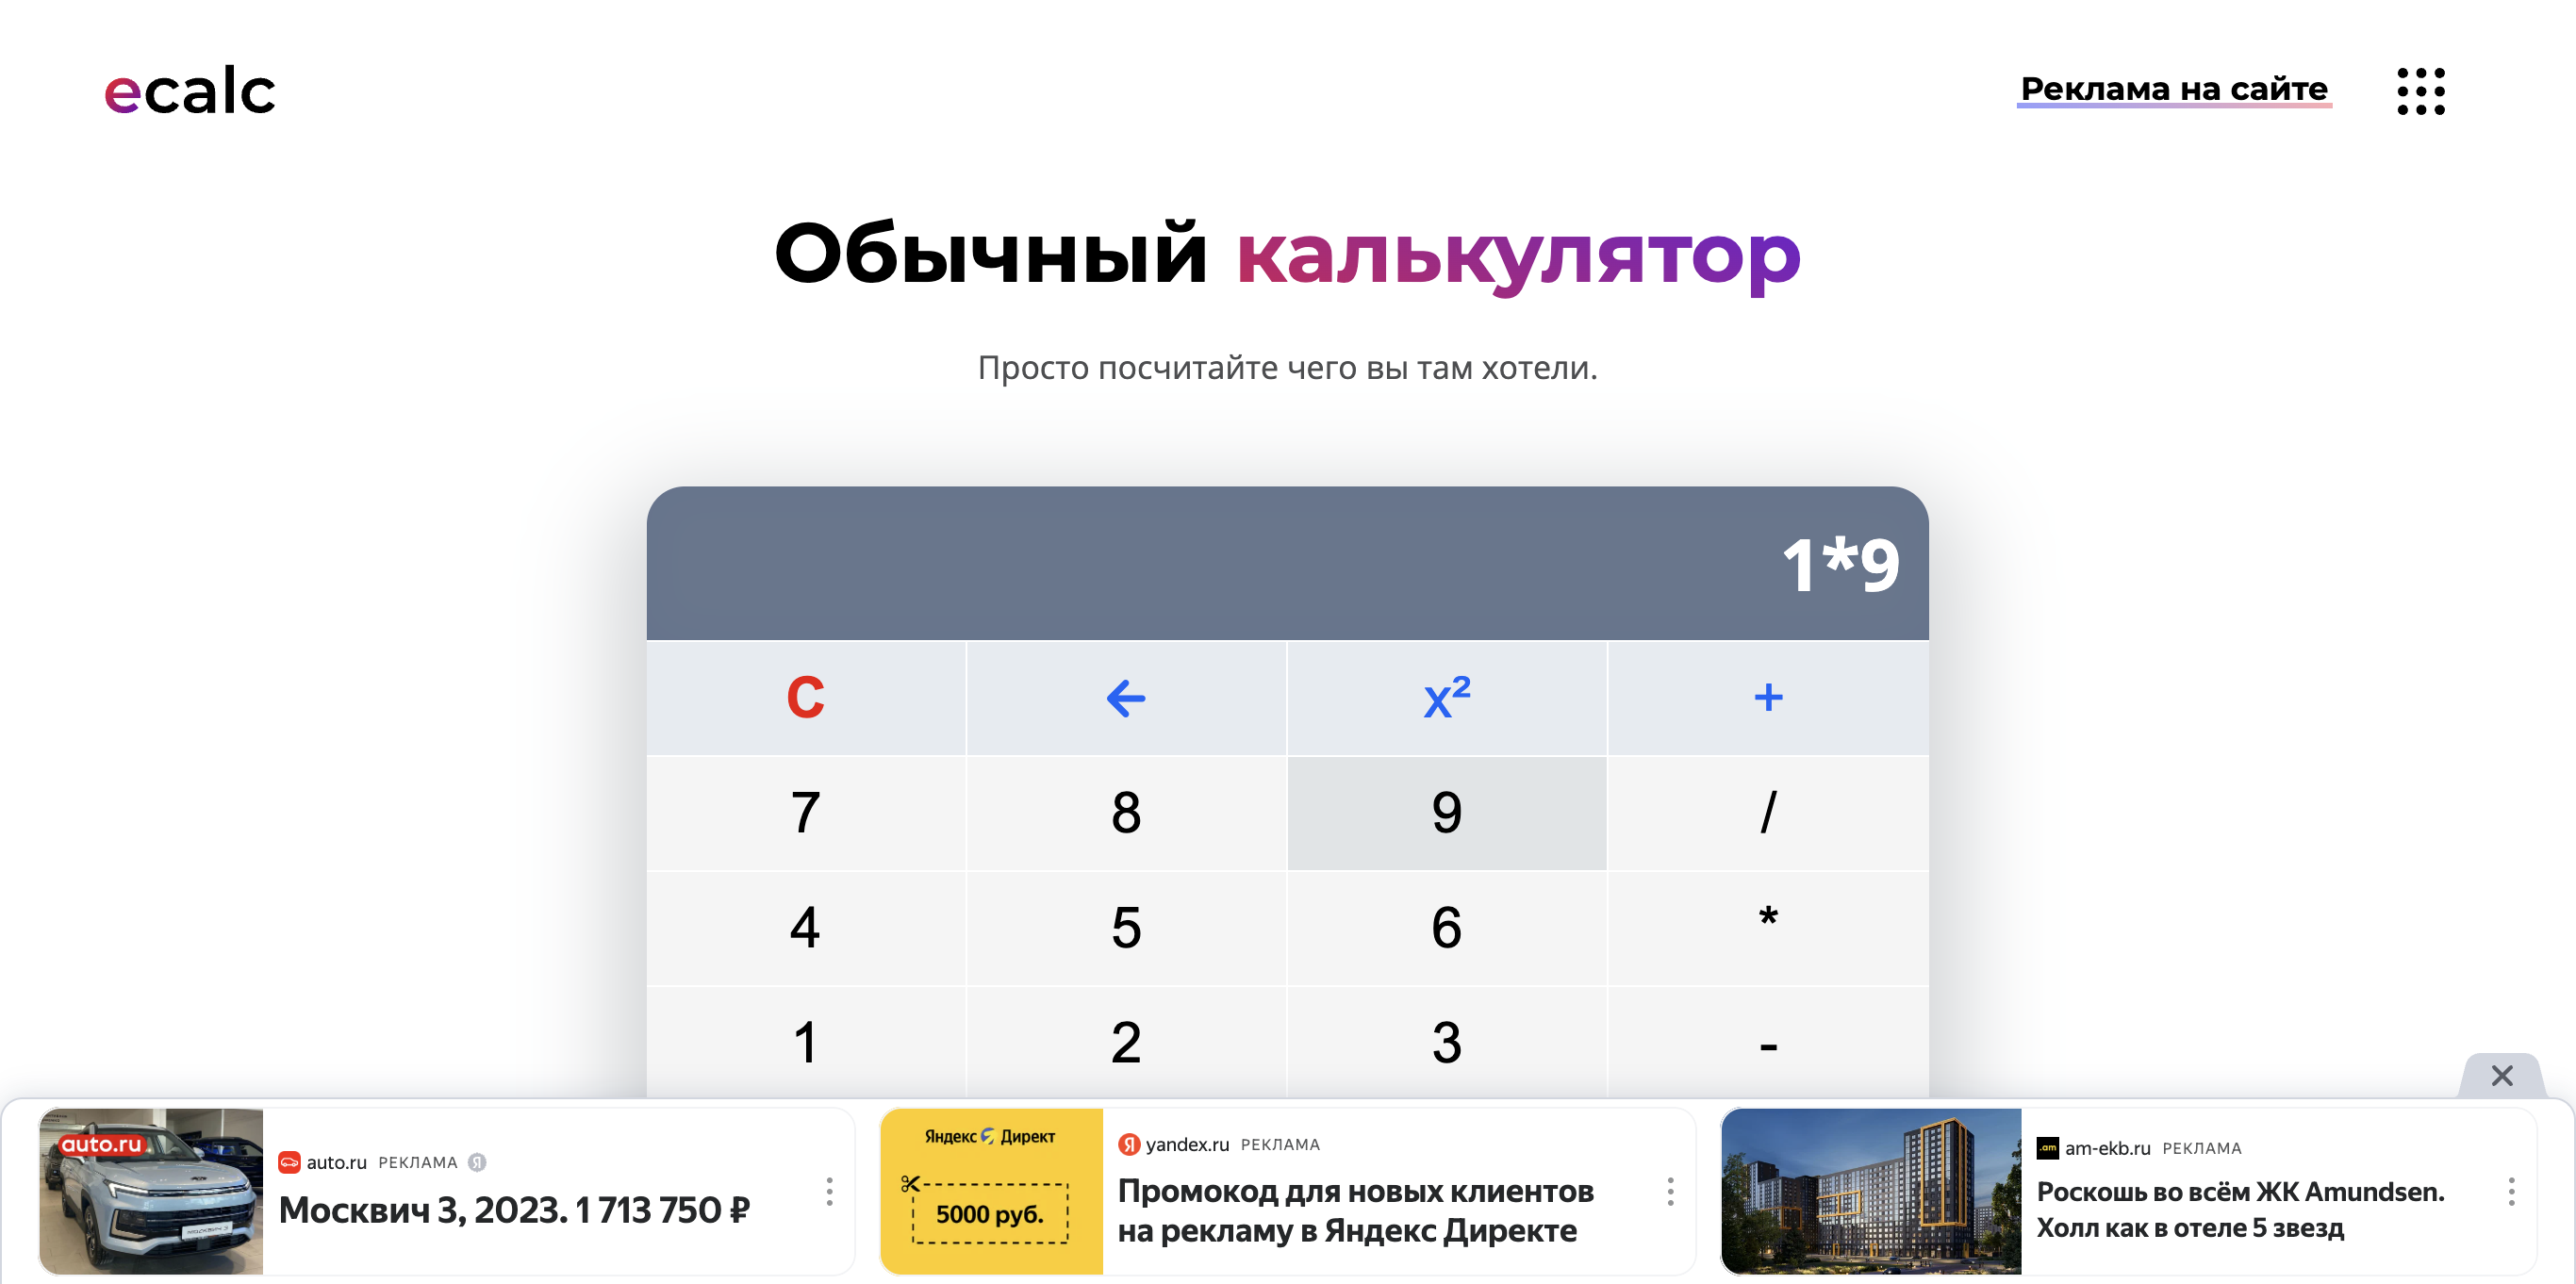 ecalc
Реклама на сайте
Обычный калькулятор
Просто посчитайте чего вы там хотели.
1*9
C ← x² +
7 8 9 /
4 5 6 *
1 2 3 -
auto.ru
auto.ru РЕКЛАМА Я
Москвич 3, 2023. 1 713 750 ₽
Яндекс Директ
5000 руб.
Я yandex.ru РЕКЛАМА
Промокод для новых клиентов
на рекламу в Яндекс Директе
.am am-ekb.ru РЕКЛАМА
Роскошь во всём ЖК Amundsen.
Холл как в отеле 5 звезд